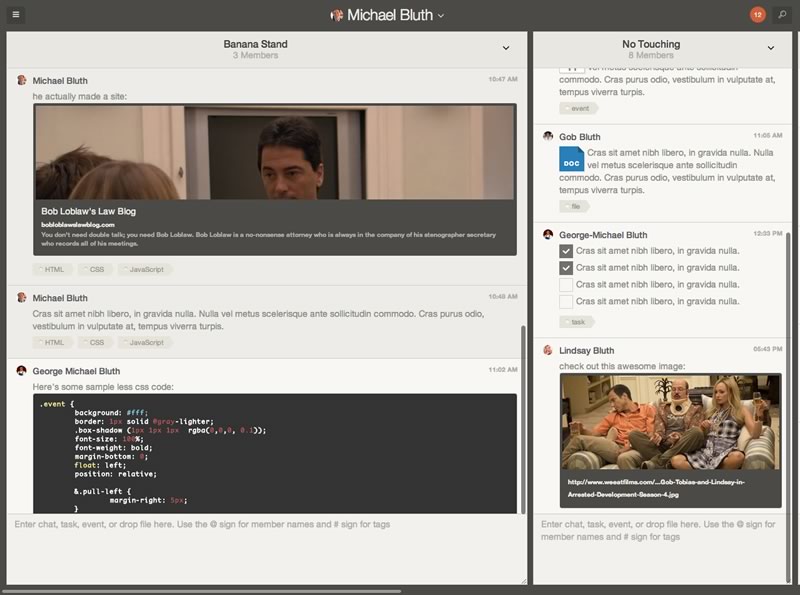 Michael Bluth
12
Banana Stand
3 Members
Michael Bluth
10:47 AM
he actually made a site:
Bob Loblaw's Law Blog
bobloblawslawblog.com
You don't need double talk; you need Bob Loblaw. Bob Loblaw is a no-nonsense attorney who is always in the company of his stenographer secretary
who records all of his meetings.
HTML
CSS
JavaScript
Michael Bluth
10:48 AM
Cras sit amet nibh libero, in gravida nulla. Nulla vel metus scelerisque ante sollicitudin commodo. Cras purus odio,
vestibulum in vulputate at, tempus viverra turpis.
HTML
CSS
JavaScript
George Michael Bluth
11:02 AM
Here's some sample less css code:
.event {
background: #fff;
border: 1px solid @gray-lighter;
.box-shadow (1px 1px 1px rgba(0,0,0, 0.1));
font-size: 100%;
font-weight: bold;
margin-bottom: 0;
float: left;
position: relative;
&.pull-left {
margin-right: 5px;
}
Enter chat, task, event, or drop file here. Use the @ sign for member names and # sign for tags
No Touching
8 Members
vel metus scelerisque ante sollicitudin
commodo. Cras purus odio, vestibulum in vulputate at,
tempus viverra turpis.
event
Gob Bluth
11:05 AM
DOC
Cras sit amet nibh libero, in gravida nulla. Nulla
vel metus scelerisque ante sollicitudin
commodo. Cras purus odio, vestibulum in vulputate at,
tempus viverra turpis.
file
George-Michael Bluth
12:33 PM
Cras sit amet nibh libero, in gravida nulla.
Cras sit amet nibh libero, in gravida nulla.
Cras sit amet nibh libero, in gravida nulla.
Cras sit amet nibh libero, in gravida nulla.
task
Lindsay Bluth
05:43 PM
check out this awesome image:
http://www.weeatfilms.com/...Gob-Tobias-and-Lindsay-in-
Arrested-Development-Season-4.jpg
Enter chat, task, event, or drop file here. Use the @ sign for
member names and # sign for tags